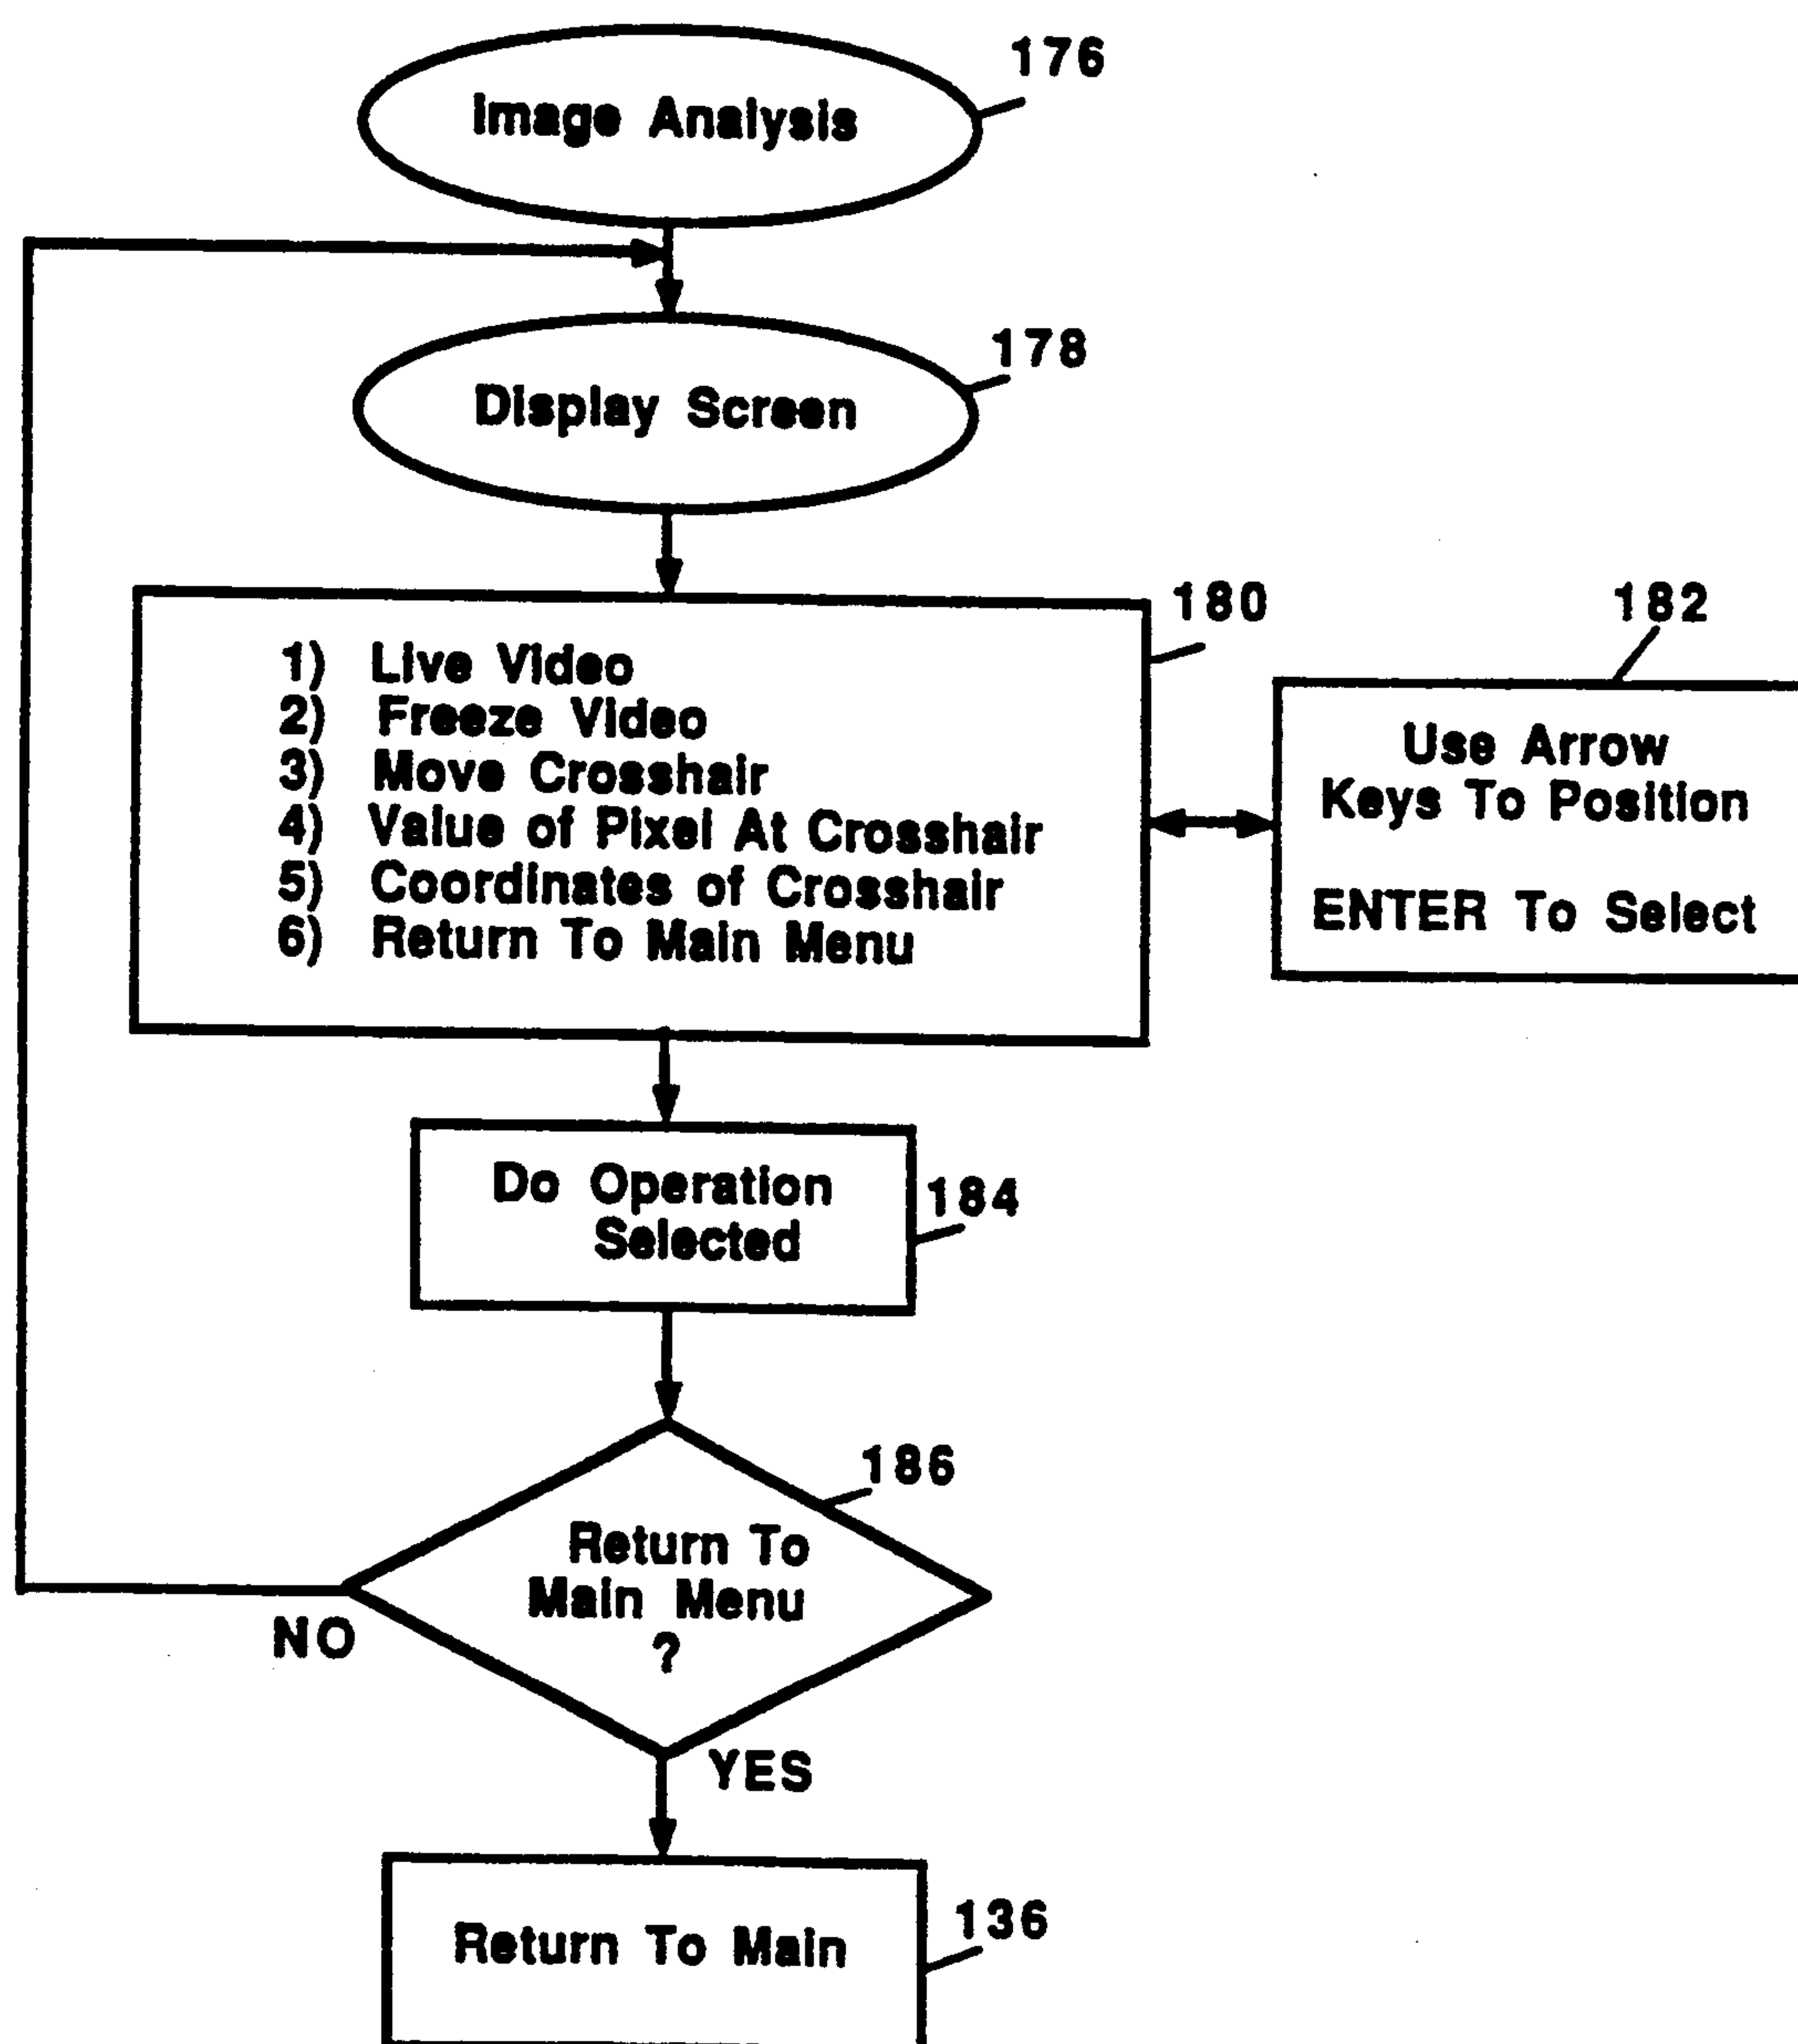 176
Image Analysis
178
Display Screen
180
1) Live Video
2) Freeze Video
3) Move Crosshair
4) Value of Pixel At Crosshair
5) Coordinates of Crosshair
6) Return To Main Menu
182
Use Arrow
Keys To Position
ENTER To Select
184
Do Operation
Selected
186
Return To
Main Menu
?
NO
YES
136
Return To Main